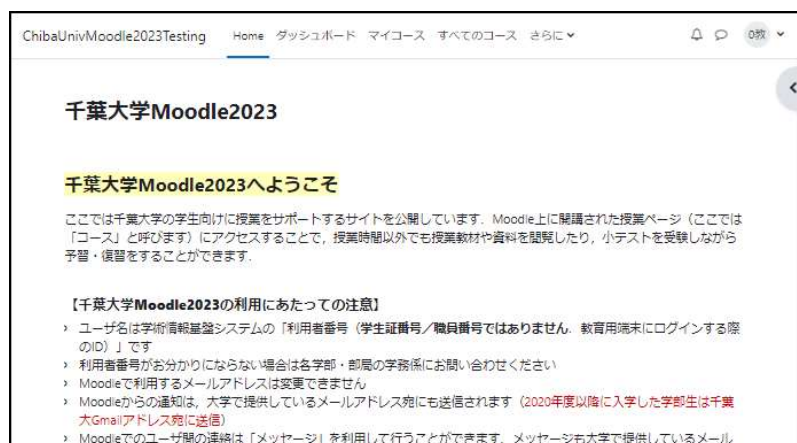 ChibaUnivMoodle2023Testing Home ダッシュボード マイコース すべてのコース さらに 0教
千葉大学Moodle2023
千葉大学Moodle2023へようこそ
ここでは千葉大学の学生向けに授業をサポートするサイトを公開しています．Moodle上に開講された授業ページ（ここでは
「コース」と呼びます）にアクセスすることで，授業時間以外でも授業教材や資料を閲覧したり，小テストを受験しながら
予習・復習をすることができます．
【千葉大学Moodle2023の利用にあたっての注意】
› ユーザ名は学術情報基盤システムの「利用者番号（学生証番号／職員番号ではありません．教育用端末にログインする際
のID）」です
› 利用者番号がお分かりにならない場合は各学部・部局の学務係にお問い合わせください
› Moodleで利用するメールアドレスは変更できません
› Moodleからの通知は，大学で提供しているメールアドレス宛にも送信されます（2020年度以降に入学した学部生は千葉
大Gmailアドレス宛に送信）
› Moodleでのユーザ間の連絡は「メッセージ」を利用して行うことができます．メッセージも大学で提供しているメール